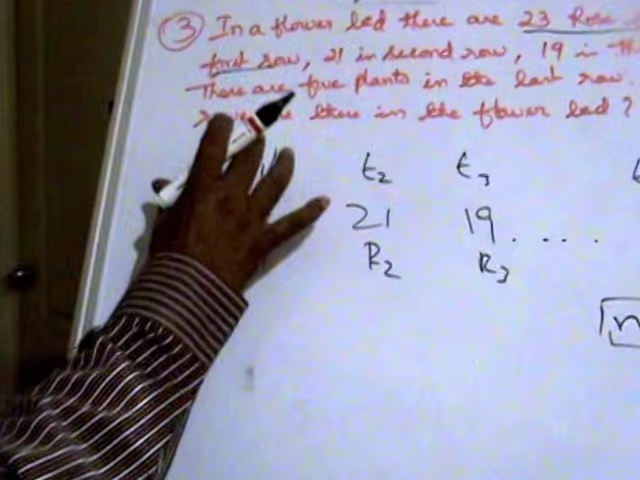 ③ In a flower bed there are 23 Rose
first row, 21 in second row, 19 in
There are five plants in the last row.
there in the flower bed?
t₂ t₃
21 19 . . . .
R₂ R₃
n